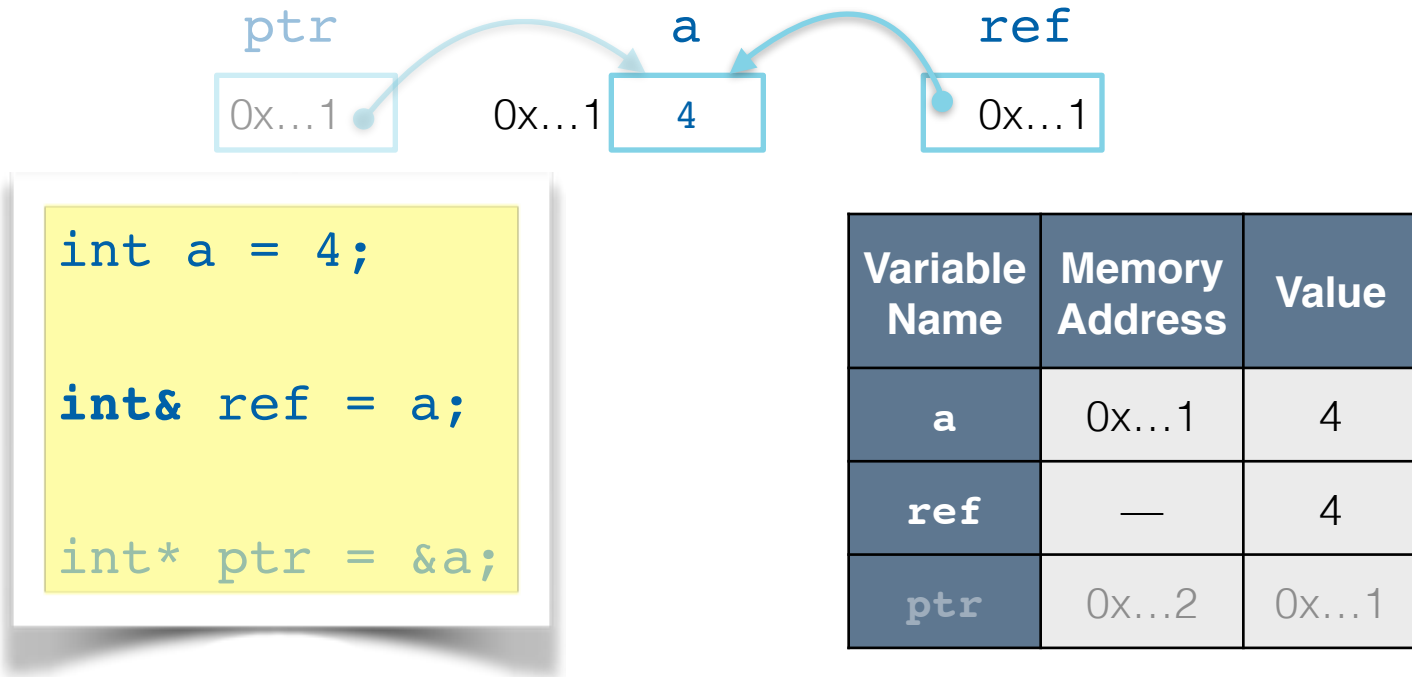 ptr a ref
0x...1 0x...1 4 0x...1
int a = 4;
int& ref = a;
int* ptr = &a;
Variable Name Memory Address Value
a 0x...1 4
ref — 4
ptr 0x...2 0x...1